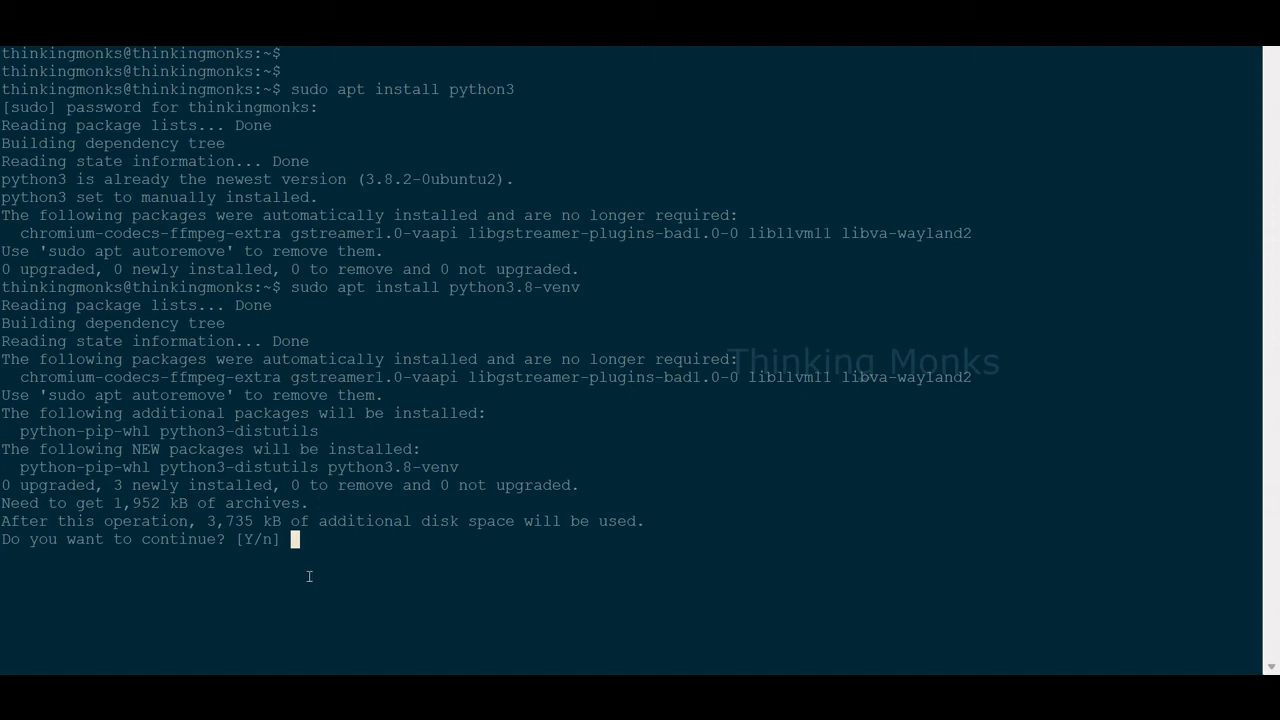 thinkingmonks@thinkingmonks:~$
thinkingmonks@thinkingmonks:~$
thinkingmonks@thinkingmonks:~$ sudo apt install python3
[sudo] password for thinkingmonks:
Reading package lists... Done
Building dependency tree
Reading state information... Done
python3 is already the newest version (3.8.2-0ubuntu2).
python3 set to manually installed.
The following packages were automatically installed and are no longer required:
  chromium-codecs-ffmpeg-extra gstreamer1.0-vaapi libgstreamer-plugins-bad1.0-0 libllvm11 libva-wayland2
Use 'sudo apt autoremove' to remove them.
0 upgraded, 0 newly installed, 0 to remove and 0 not upgraded.
thinkingmonks@thinkingmonks:~$ sudo apt install python3.8-venv
Reading package lists... Done
Building dependency tree
Reading state information... Done
The following packages were automatically installed and are no longer required:
Thinking Monks
  chromium-codecs-ffmpeg-extra gstreamer1.0-vaapi libgstreamer-plugins-bad1.0-0 libllvm11 libva-wayland2
Use 'sudo apt autoremove' to remove them.
The following additional packages will be installed:
  python-pip-whl python3-distutils
The following NEW packages will be installed:
  python-pip-whl python3-distutils python3.8-venv
0 upgraded, 3 newly installed, 0 to remove and 0 not upgraded.
Need to get 1,952 kB of archives.
After this operation, 3,735 kB of additional disk space will be used.
Do you want to continue? [Y/n]